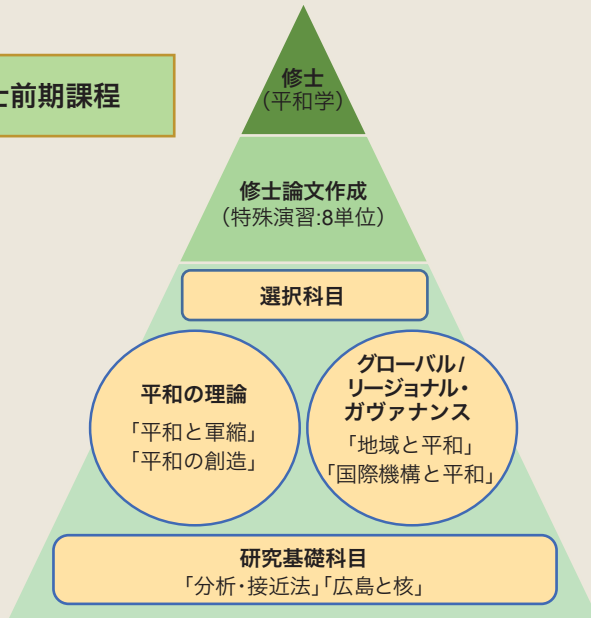 修士
（平和学）
士前期課程
修士論文作成
（特殊演習:8単位）
選択科目
平和の理論
「平和と軍縮」
「平和の創造」
グローバル/
リージョナル・
ガヴァナンス
「地域と平和」
「国際機構と平和」
研究基礎科目
「分析・接近法」「広島と核」